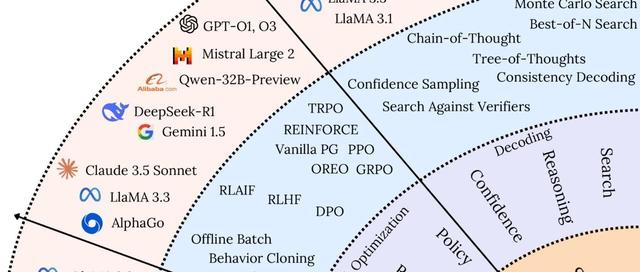 LLaMA 3.1
GPT-O1, O3
Mistral Large 2
Qwen-32B-Preview
Alibaba.com
DeepSeek-R1
Gemini 1.5
Claude 3.5 Sonnet
LLaMA 3.3
AlphaGo
Monte Carlo Search
Best-of-N Search
Chain-of-Thought
Tree-of-Thoughts
Consistency Decoding
Confidence Sampling
Search Against Verifiers
TRPO
REINFORCE
Vanilla PG PPO
OREO GRPO
RLAIF
RLHF
DPO
Offline Batch
Behavior Cloning
Decoding
Confidence
Reasoning
Search
Optimization
Policy